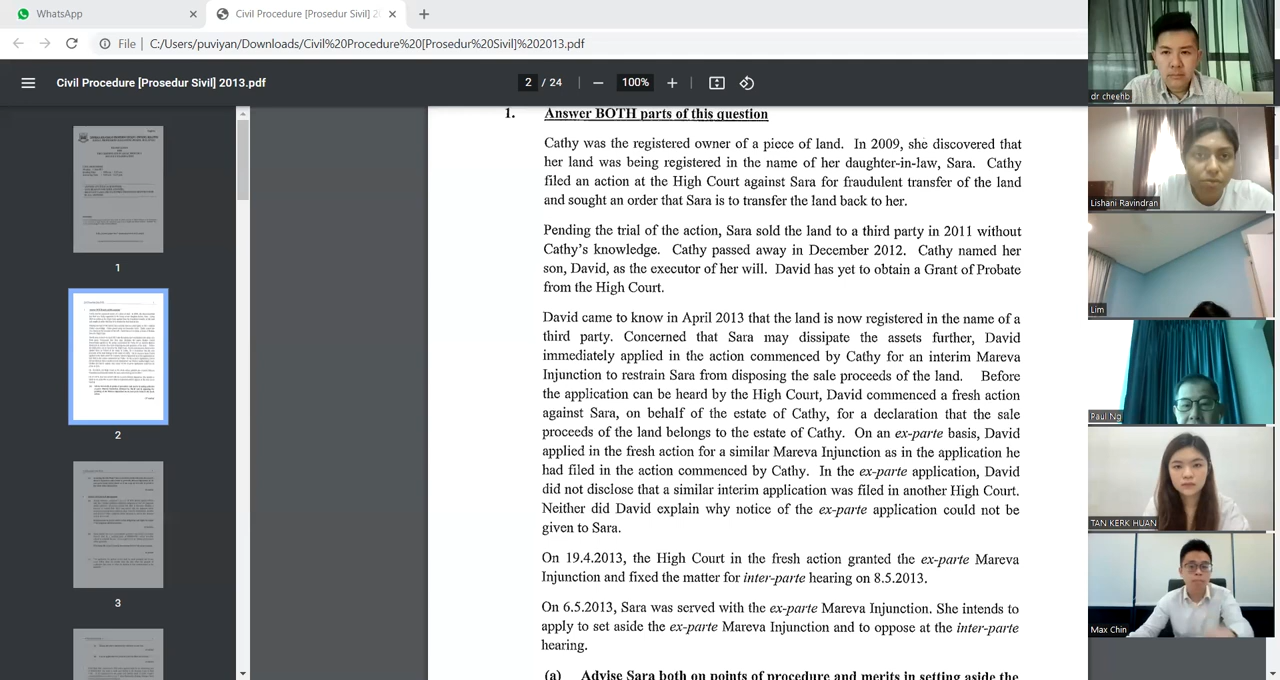 WhatsApp
Civil Procedure [Prosedur Sivil] 2
File C:/Users/puviyan/Downloads/Civil%20Procedure%20[Prosedur%20Sivil]%202013.pdf
Civil Procedure [Prosedur Sivil] 2013.pdf
2 / 24
100%
1. Answer BOTH parts of this question
Cathy was the registered owner of a piece of land. In 2009, she discovered that
her land was being registered in the name of her daughter-in-law, Sara. Cathy
filed an action at the High Court against Sara for fraudulent transfer of the land
and sought an order that Sara is to transfer the land back to her.
Pending the trial of the action, Sara sold the land to a third party in 2011 without
Cathy's knowledge. Cathy passed away in December 2012. Cathy named her
son, David, as the executor of her will. David has yet to obtain a Grant of Probate
from the High Court.
David came to know in April 2013 that the land is now registered in the name of a
third party. Concerned that Sara may dissipate the assets further, David
immediately applied in the action commenced by Cathy for an interim Mareva
Injunction to restrain Sara from disposing the sale proceeds of the land. Before
the application can be heard by the High Court, David commenced a fresh action
against Sara, on behalf of the estate of Cathy, for a declaration that the sale
proceeds of the land belongs to the estate of Cathy. On an ex-parte basis, David
applied in the fresh action for a similar Mareva Injunction as in the application he
had filed in the action commenced by Cathy. In the ex-parte application, David
did not disclose that a similar interim application was filed in another High Court.
Neither did David explain why notice of the ex-parte application could not be
given to Sara.
On 19.4.2013, the High Court in the fresh action granted the ex-parte Mareva
Injunction and fixed the matter for inter-parte hearing on 8.5.2013.
On 6.5.2013, Sara was served with the ex-parte Mareva Injunction. She intends to
apply to set aside the ex-parte Mareva Injunction and to oppose at the inter-parte
hearing.
Advise Sara both on points of procedure and merits in setting aside the
1
2
3
dr cheehb
Lishani Ravindran
Lim
Paul Ng
TAN KERK HUAN
Max Chin